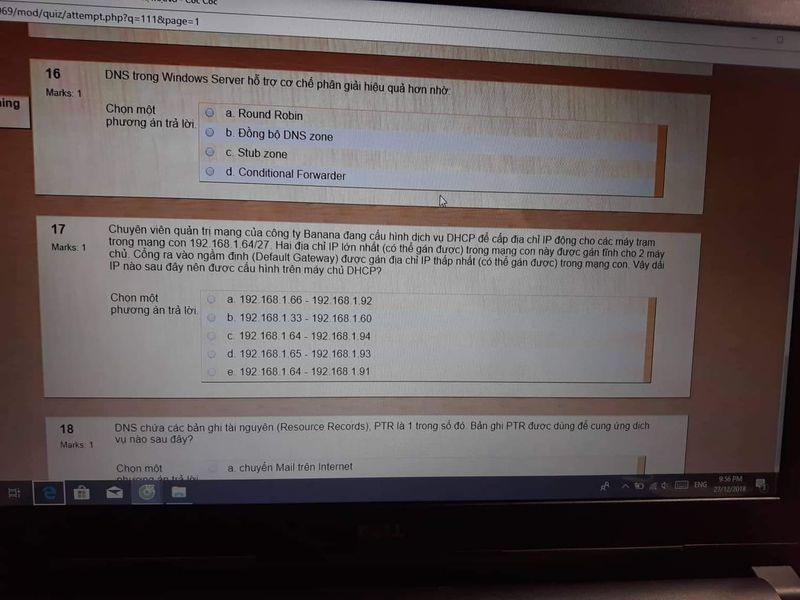 069/mod/quiz/attempt.php?q=111&page=1
16
Marks: 1
DNS trong Windows Server hỗ trợ cơ chế phân giải hiệu quả hơn nhờ:
Chọn một
phương án trả lời.
a. Round Robin
b. Đồng bộ DNS zone
c. Stub zone
d. Conditional Forwarder
17
Marks: 1
Chuyên viên quản trị mạng của công ty Banana đang cấu hình dịch vụ DHCP để cấp địa chỉ IP động cho các máy trạm
trong mạng con 192.168.1.64/27. Hai địa chỉ IP lớn nhất (có thể gán được) trong mạng con này được gán tĩnh cho 2 máy
chủ. Cổng ra vào ngầm định (Default Gateway) được gán địa chỉ IP thấp nhất (có thể gán được) trong mạng con. Vậy dải
IP nào sau đây nên được cấu hình trên máy chủ DHCP?
Chọn một
phương án trả lời.
a. 192.168.1.66 - 192.168.1.92
b. 192.168.1.33 - 192.168.1.60
c. 192.168.1.64 - 192.168.1.94
d. 192.168.1.65 - 192.168.1.93
e. 192.168.1.64 - 192.168.1.91
18
Marks: 1
DNS chứa các bản ghi tài nguyên (Resource Records), PTR là 1 trong số đó. Bản ghi PTR được dùng để cung ứng dịch
vụ nào sau đây?
Chọn một
phương án trả lời
a. chuyển Mail trên Internet
ENG
9:56 PM
27/12/2018
DELL